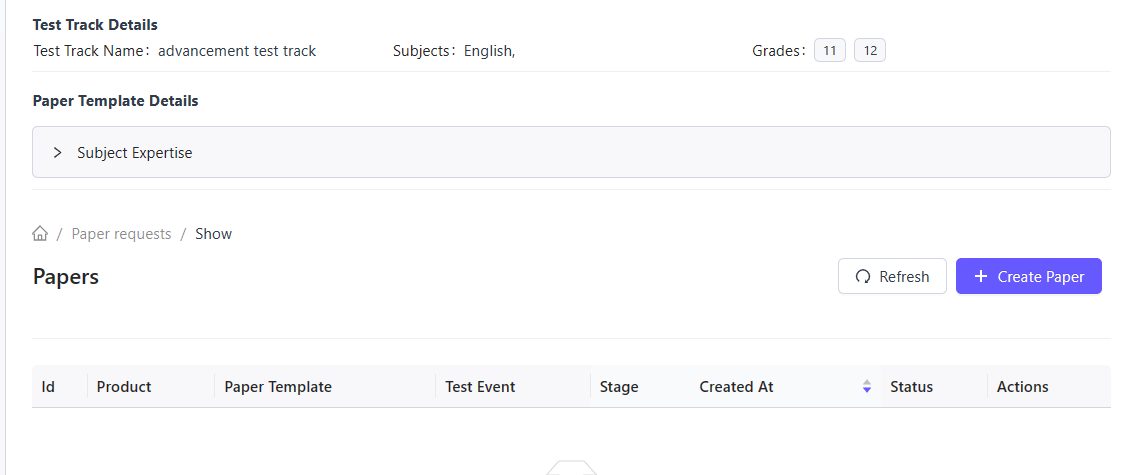 Test Track Details
Test Track Name: advancement test track Subjects: English, Grades: 11 12
Paper Template Details
Subject Expertise
/ Paper requests / Show
Papers Refresh + Create Paper
Id Product Paper Template Test Event Stage Created At Status Actions